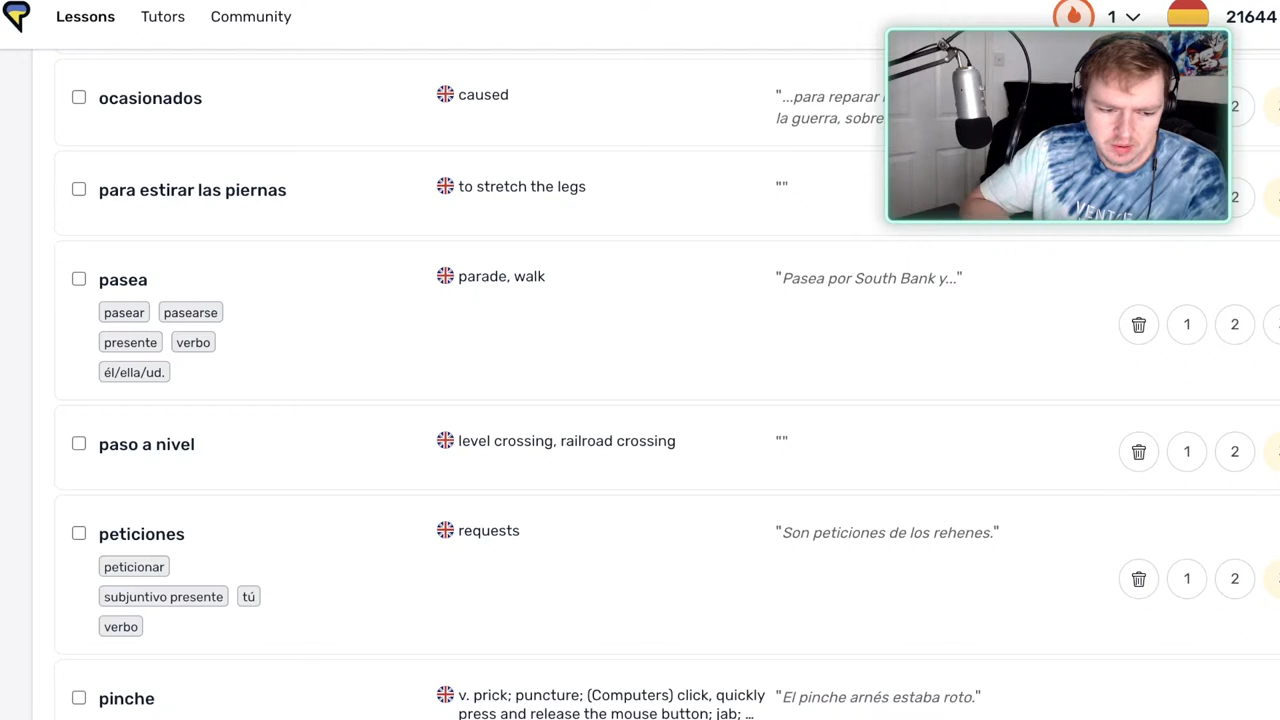 Lessons Tutors Community 1 21644
ocasionados caused "...para reparar
la guerra, sobre 2
para estirar las piernas to stretch the legs "" 2
pasea parade, walk "Pasea por South Bank y..."
pasear pasearse 1 2
presente verbo
él/ella/ud.
paso a nivel level crossing, railroad crossing "" 1 2
peticiones requests "Son peticiones de los rehenes."
peticionar 1 2
subjuntivo presente tú
verbo
pinche v. prick; puncture; (Computers) click, quickly "El pinche arnés estaba roto."
press and release the mouse button; jab; …